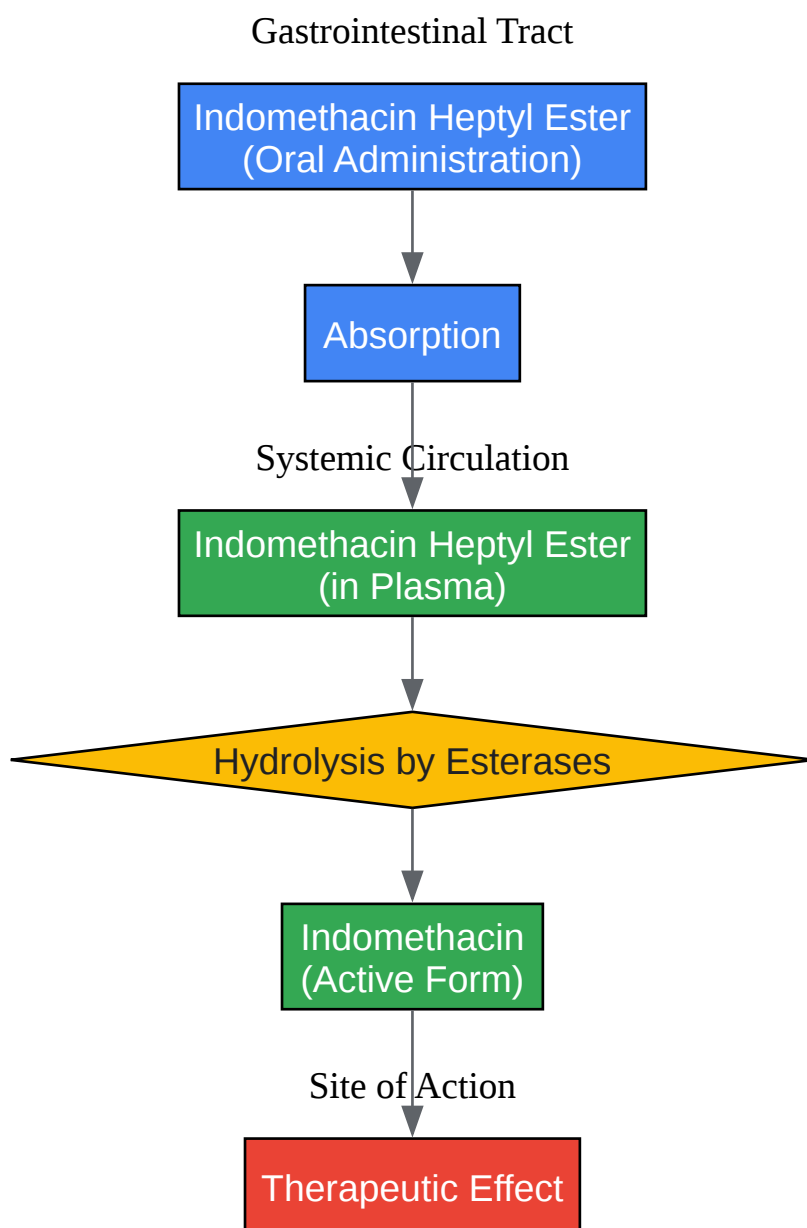 Gastrointestinal Tract
Indomethacin Heptyl Ester
(Oral Administration)
Absorption
Systemic Circulation
Indomethacin Heptyl Ester
(in Plasma)
Hydrolysis by Esterases
Indomethacin
(Active Form)
Site of Action
Therapeutic Effect